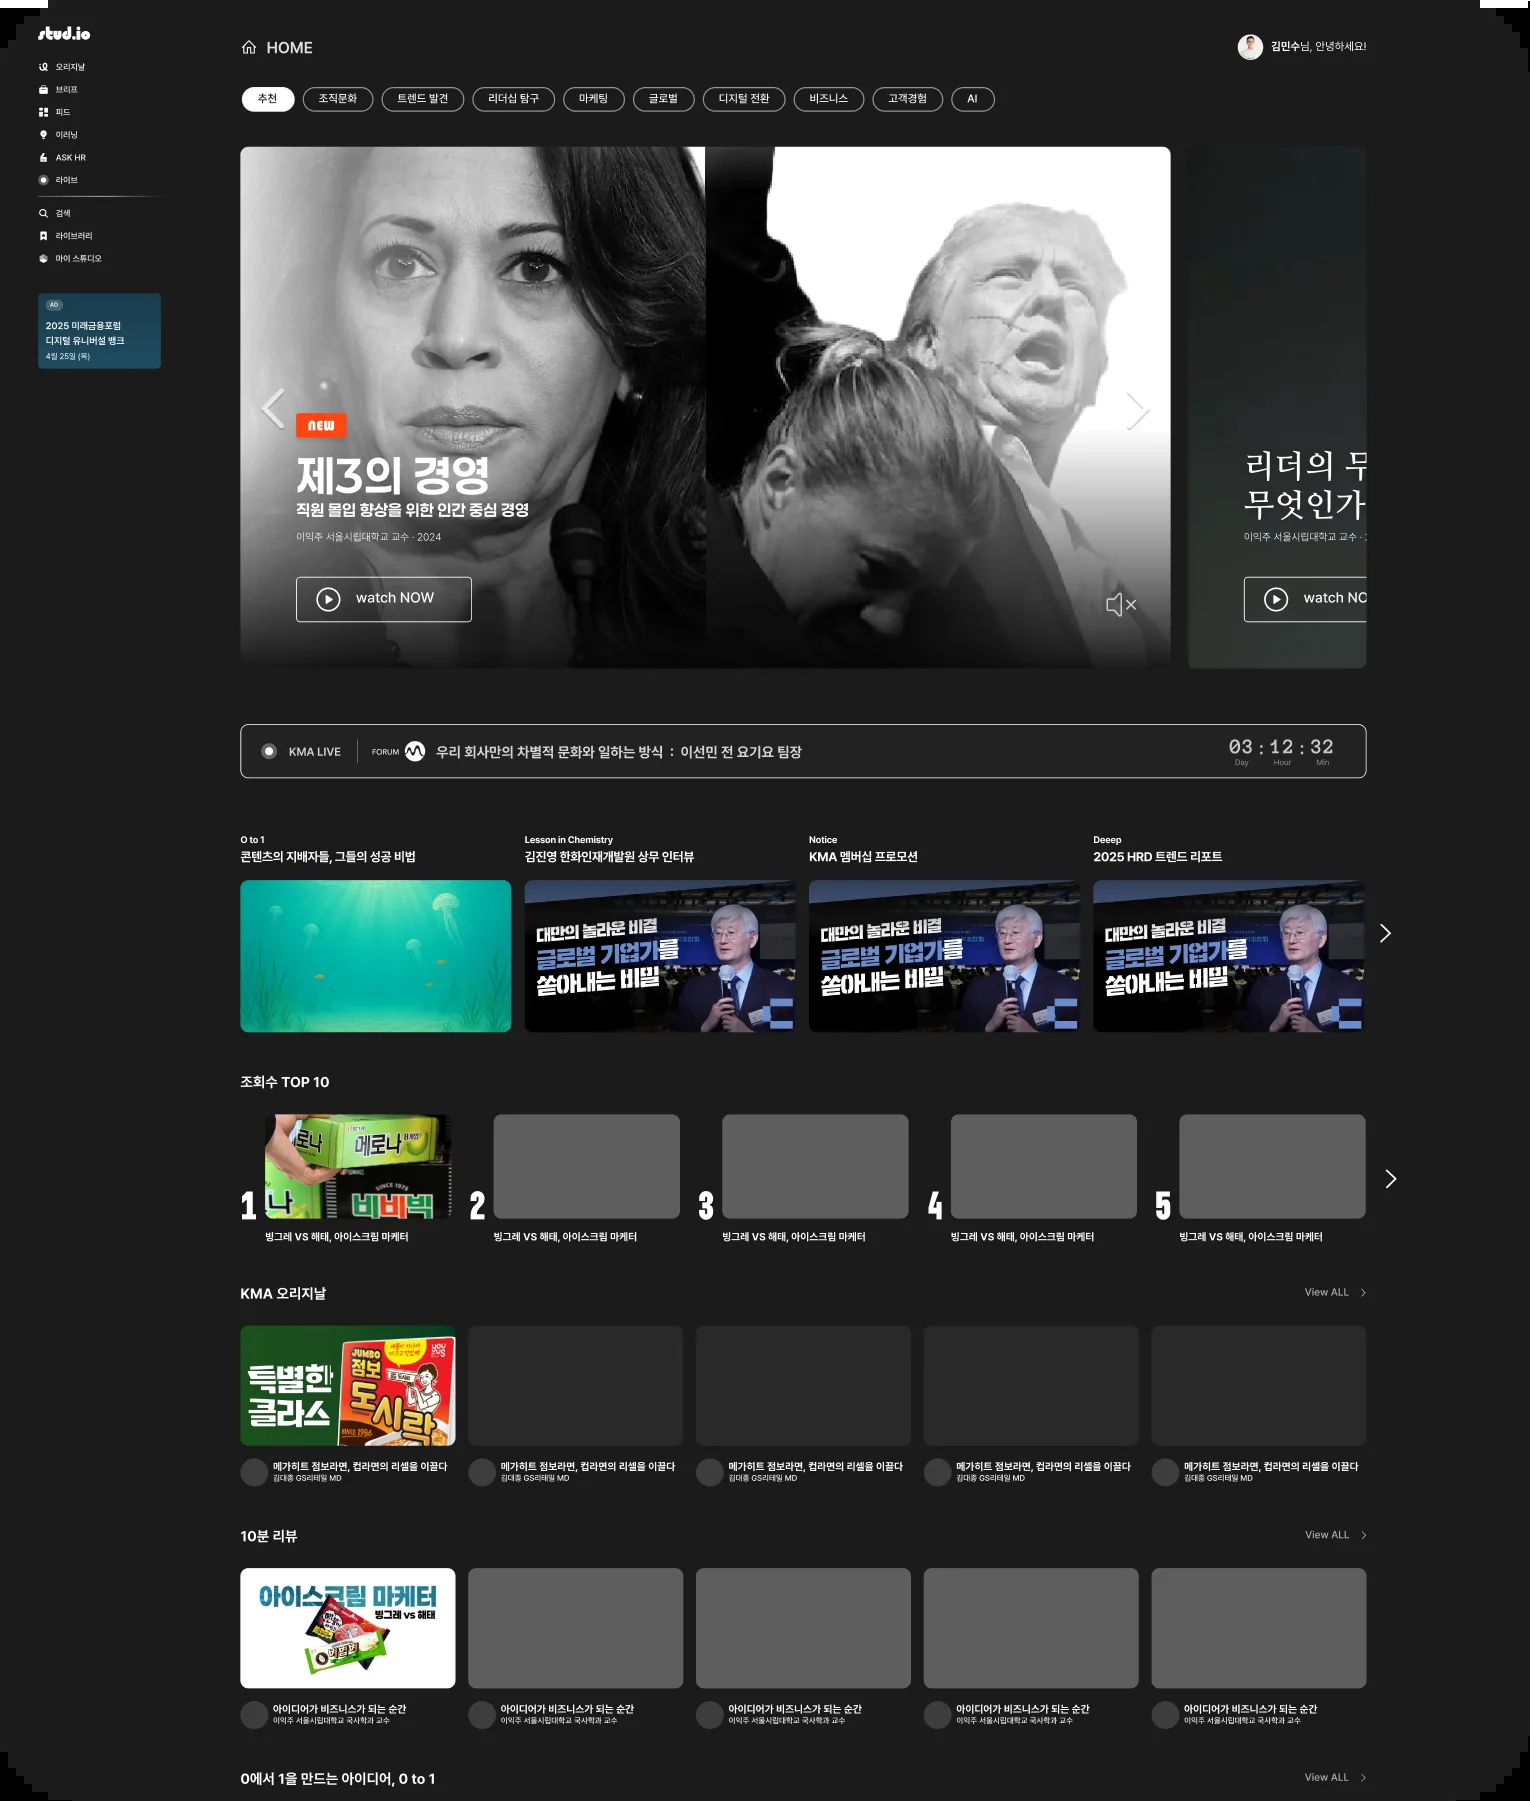 stud.io
오리지날
브리프
피드
이러닝
ASK HR
라이브
검색
라이브러리
마이 스튜디오
AD
2025 미래금융포럼
디지털 유니버설 뱅크
4월 25일 (목)
HOME
김민수님, 안녕하세요!
추천
조직문화
트렌드 발견
리더십 탐구
마케팅
글로벌
디지털 전환
비즈니스
고객경험
AI
NEW
제3의 경영
직원 몰입 향상을 위한 인간 중심 경영
이익주 서울시립대학교 교수 · 2024
watch NOW
리더의 무
무엇인가
이익주 서울시립대학교 교수 ·
watch NO
KMA LIVE
FORUM
우리 회사만의 차별적 문화와 일하는 방식 : 이선민 전 요기요 팀장
03 : 12 : 32
Day Hour Min
O to 1
콘텐츠의 지배자들, 그들의 성공 비법
Lesson in Chemistry
김진영 한화인재개발원 상무 인터뷰
대만의 놀라운 비결
글로벌 기업가를
쏟아내는 비밀
Notice
KMA 멤버십 프로모션
대만의 놀라운 비결
글로벌 기업가를
쏟아내는 비밀
Deeep
2025 HRD 트렌드 리포트
대만의 놀라운 비결
글로벌 기업가를
쏟아내는 비밀
조회수 TOP 10
1
로나
메로나
8개입
나
SINCE 1975
비비빅
빙그레 VS 해태, 아이스크림 마케터
2
빙그레 VS 해태, 아이스크림 마케터
3
빙그레 VS 해태, 아이스크림 마케터
4
빙그레 VS 해태, 아이스크림 마케터
5
빙그레 VS 해태, 아이스크림 마케터
KMA 오리지날
View ALL
특별한
클라스
JUMBO
점보
도시락
SINCE 1986
YOU US
메가히트 점보라면, 컵라면의 리셀을 이끌다
김대종 GS리테일 MD
메가히트 점보라면, 컵라면의 리셀을 이끌다
김대종 GS리테일 MD
메가히트 점보라면, 컵라면의 리셀을 이끌다
김대종 GS리테일 MD
메가히트 점보라면, 컵라면의 리셀을 이끌다
김대종 GS리테일 MD
메가히트 점보라면, 컵라면의 리셀을 이끌다
김대종 GS리테일 MD
10분 리뷰
View ALL
아이스크림 마케터
빙그레 vs 해태
비비빅
아이디어가 비즈니스가 되는 순간
이익주 서울시립대학교 국사학과 교수
아이디어가 비즈니스가 되는 순간
이익주 서울시립대학교 국사학과 교수
아이디어가 비즈니스가 되는 순간
이익주 서울시립대학교 국사학과 교수
아이디어가 비즈니스가 되는 순간
이익주 서울시립대학교 국사학과 교수
아이디어가 비즈니스가 되는 순간
이익주 서울시립대학교 국사학과 교수
0에서 1을 만드는 아이디어, 0 to 1
View ALL